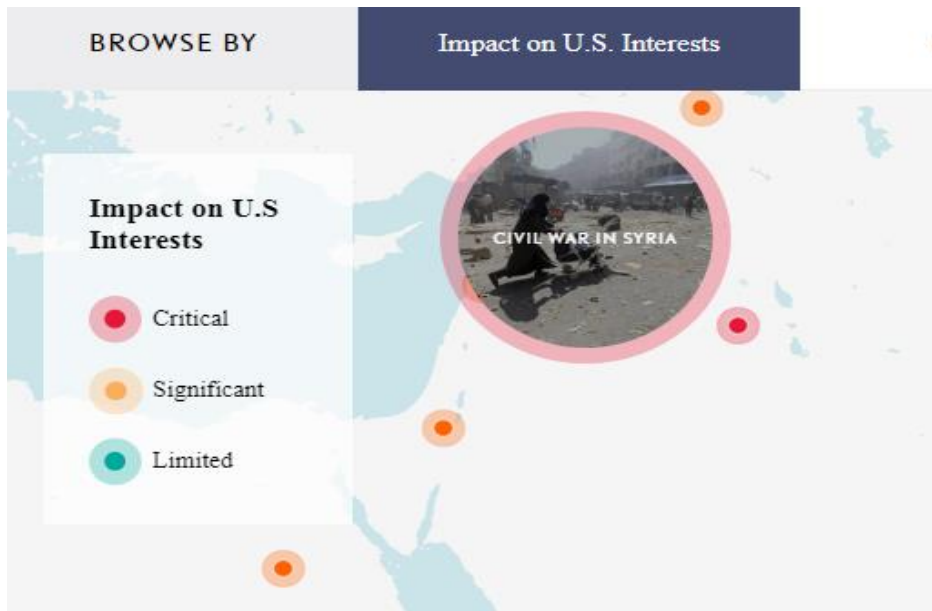 BROWSE BY
Impact on U.S. Interests
Impact on U.S
Interests
Critical
Significant
Limited
CIVIL WAR IN SYRIA